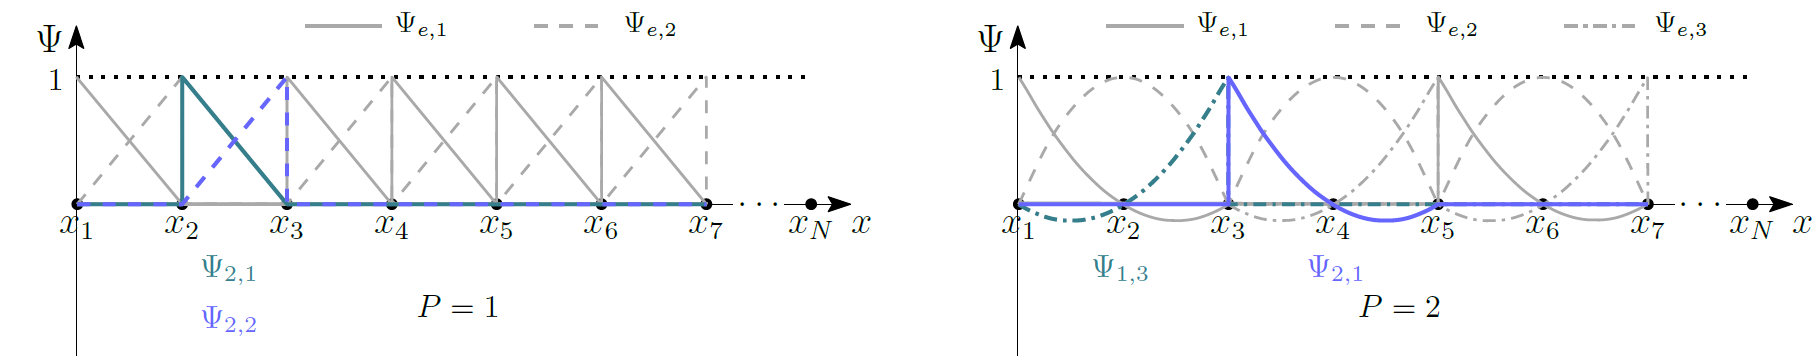 Ψ
Ψe,1 Ψe,2
1
x1 x2 x3 x4 x5 x6 x7 ··· xN x
Ψ2,1
Ψ2,2
P = 1
Ψ
Ψe,1 Ψe,2 Ψe,3
1
x1 x2 x3 x4 x5 x6 x7 ··· xN x
Ψ1,3 Ψ2,1
P = 2